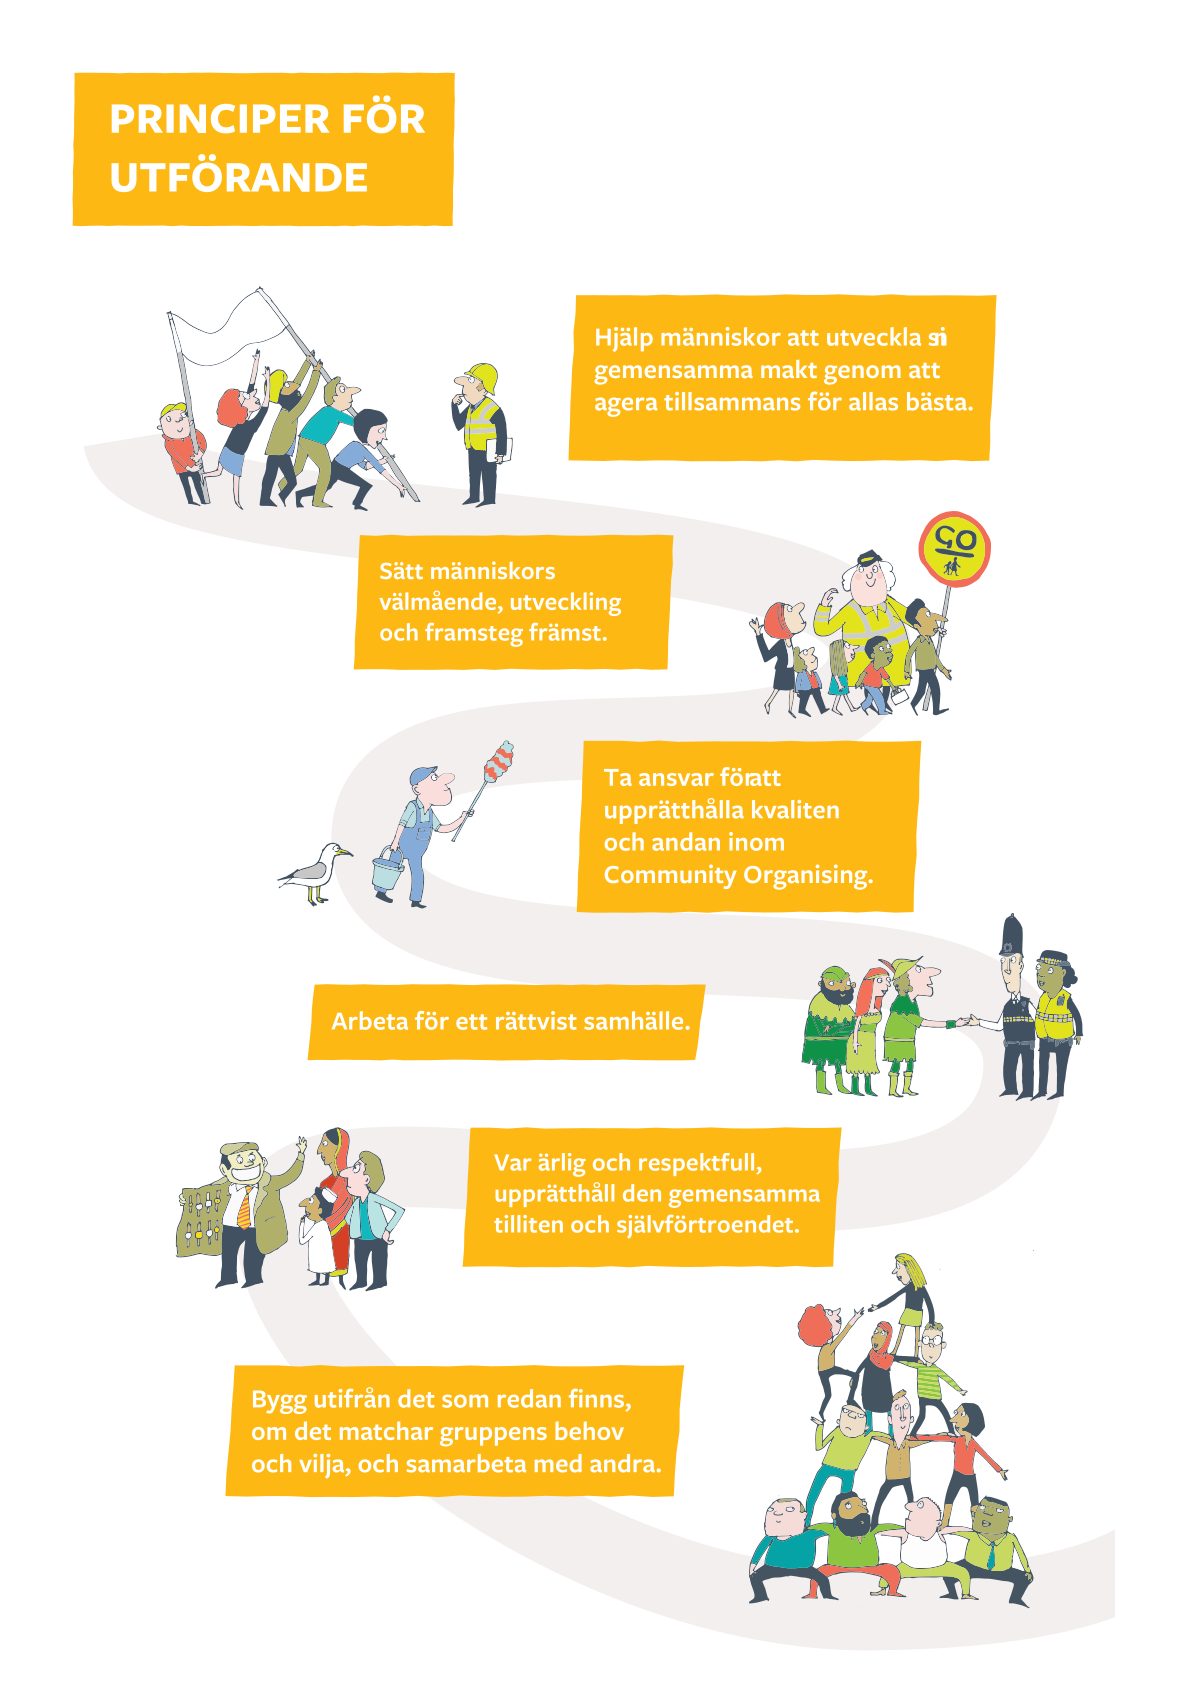 PRINCIPER FÖR
UTFÖRANDE
Hjälp människor att utveckla sin
gemensamma makt genom att
agera tillsammans för allas bästa.
GO
Sätt människors
välmående, utveckling
och framsteg främst.
Ta ansvar för att
upprätthålla kvaliten
och andan inom
Community Organising.
Arbeta för ett rättvist samhälle.
Var ärlig och respektfull,
upprätthåll den gemensamma
tilliten och självförtroendet.
Bygg utifrån det som redan finns,
om det matchar gruppens behov
och vilja, och samarbeta med andra.